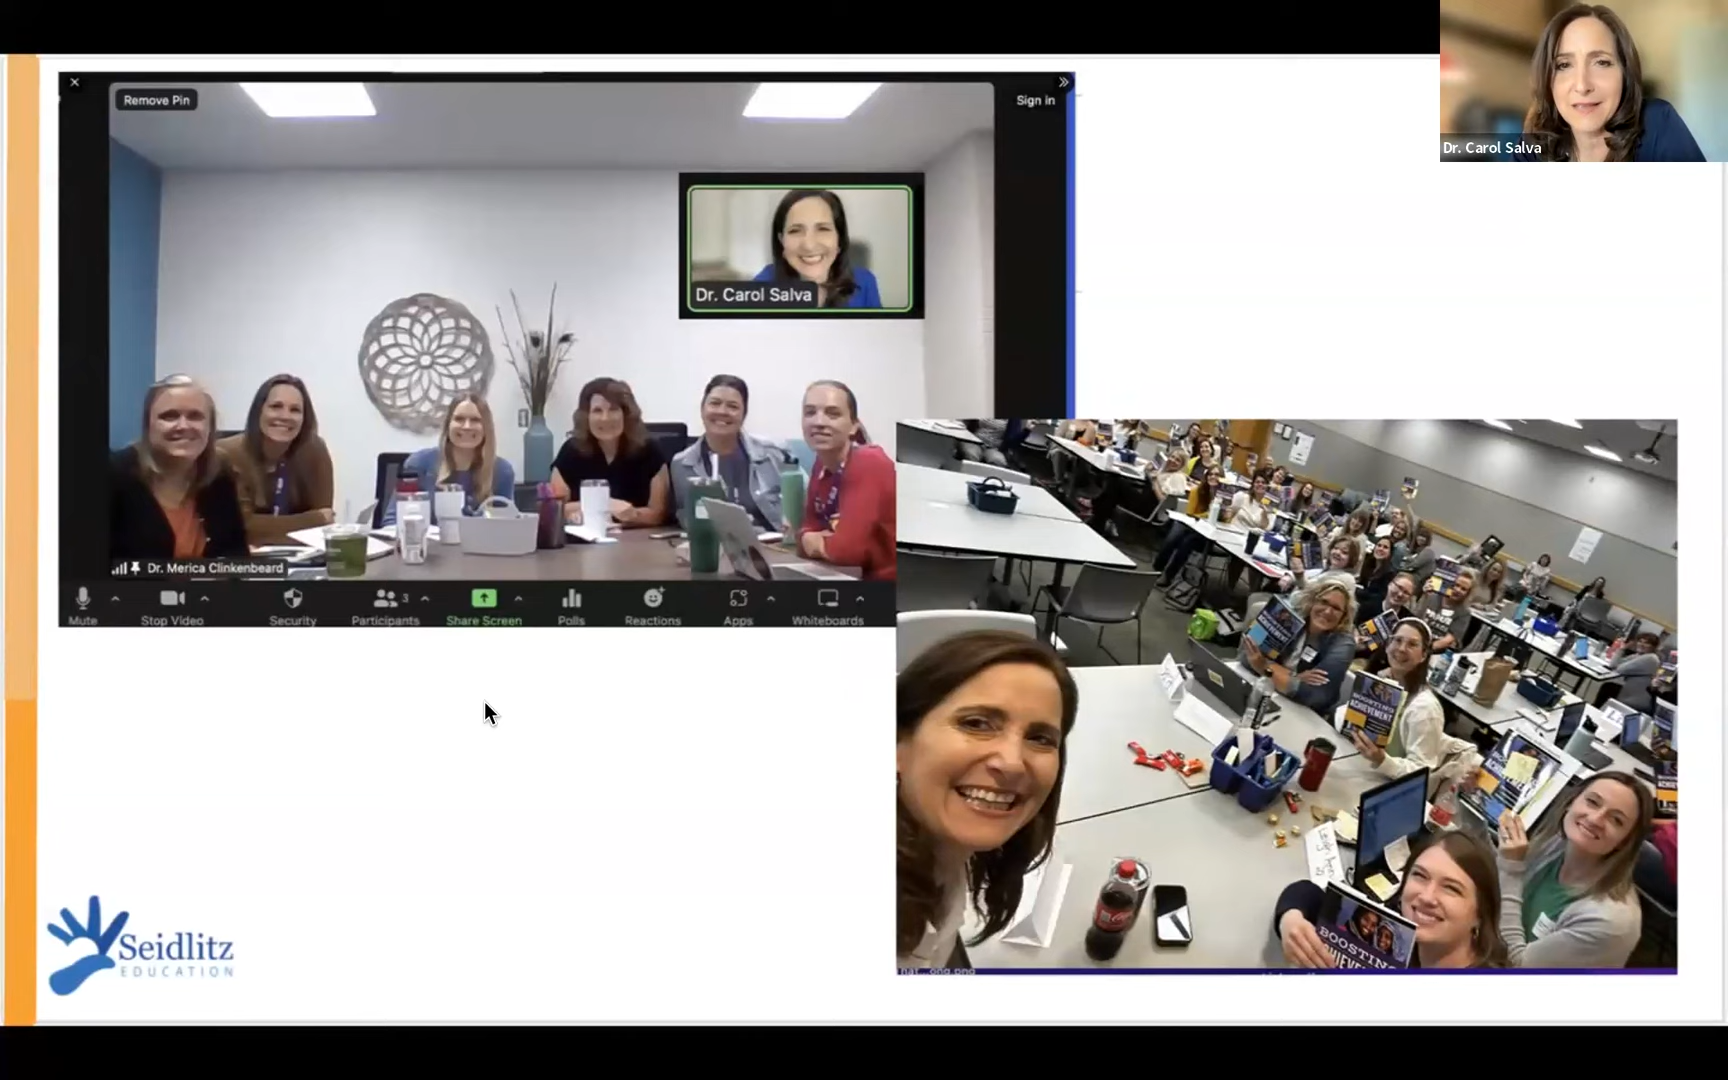 Dr. Carol Salva
×
»
Remove Pin
Sign in
Dr. Carol Salva
Dr. Merica Clinkenbeard
3
Mute
Stop Video
Security
Participants
Share Screen
Polls
Reactions
Apps
Whiteboards
BOOSTING
ACHIEVEMENT
BOOSTING
Seidlitz
EDUCATION